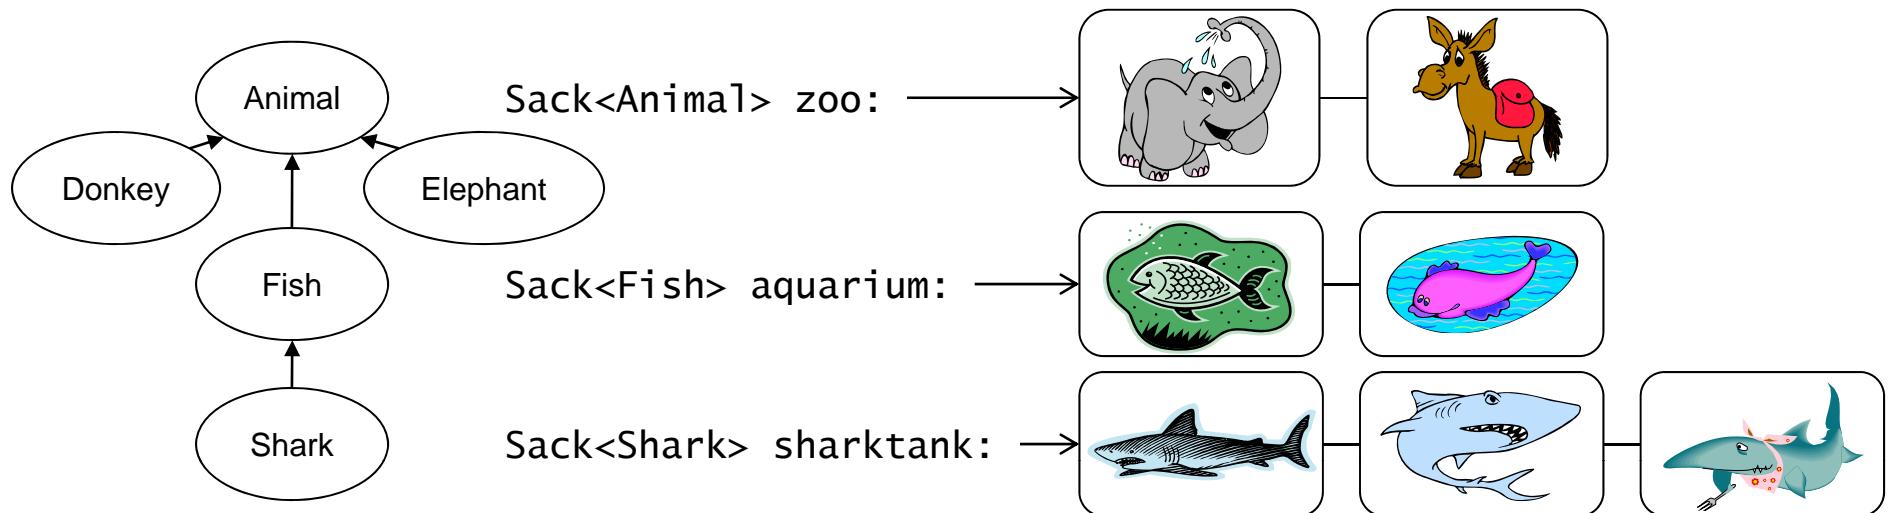 Animal
Donkey
Elephant
Fish
Shark
Sack<Animal> zoo:
Sack<Fish> aquarium:
Sack<Shark> sharktank: